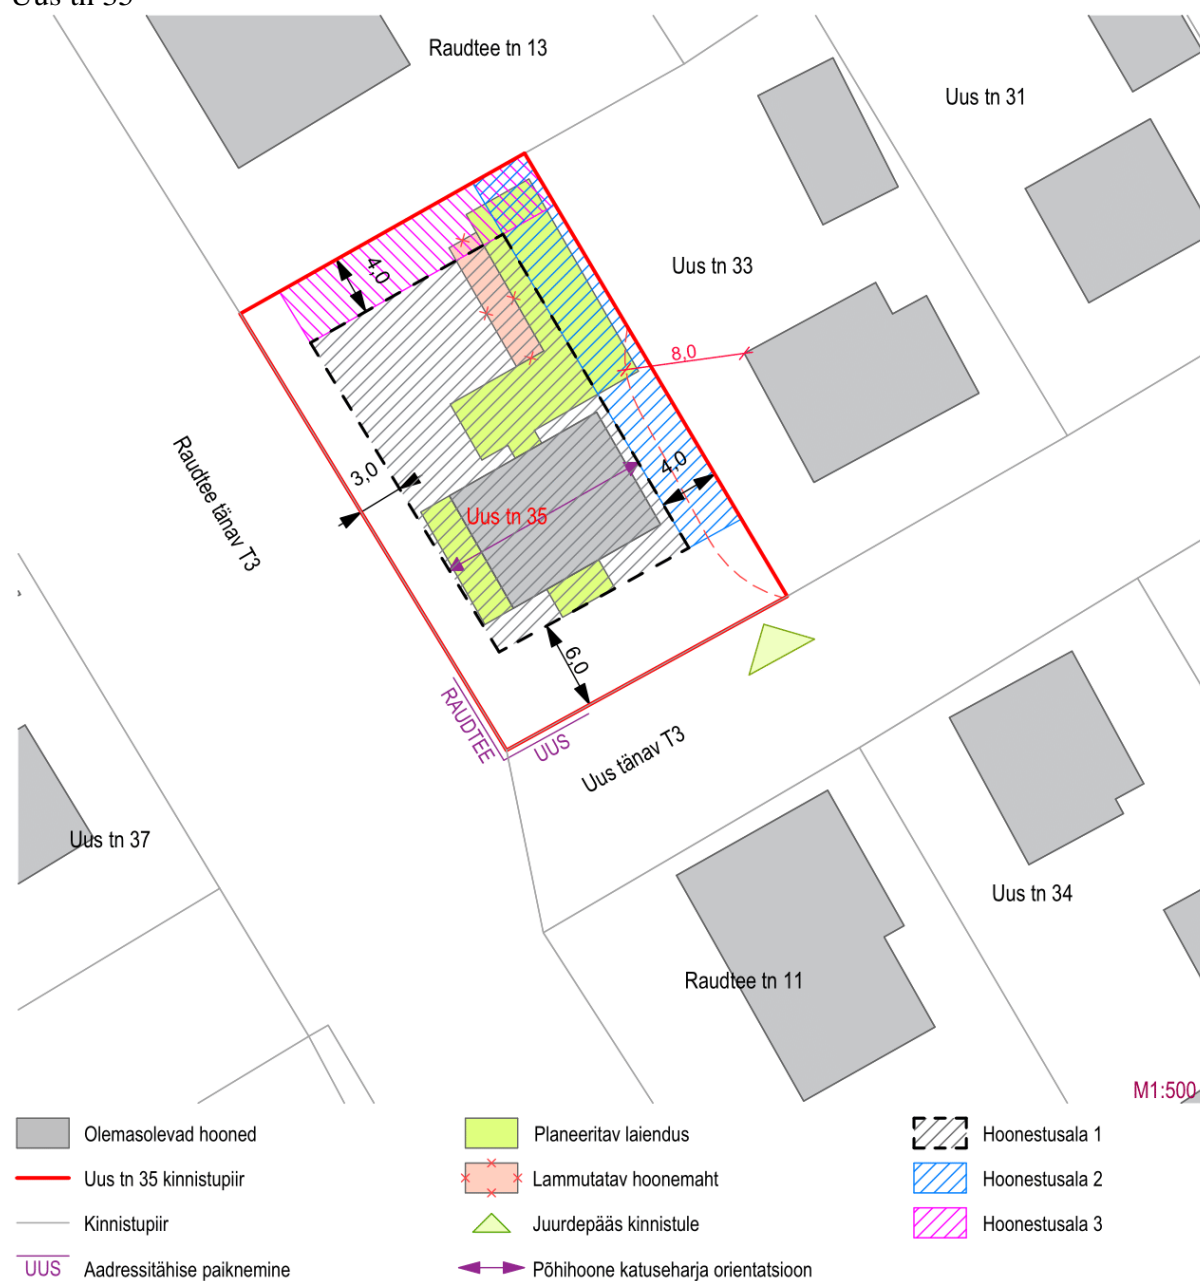 Uus tn 35
Raudtee tn 13
Uus tn 31
Uus tn 33
4,0
8,0
Raudtee tänav T3
3,0
4,0
Uus tn 35
6,0
RAUDTEE
UUS
Uus tänav T3
Uus tn 37
Uus tn 34
Raudtee tn 11
M1:500
Olemasolevad hooned
Planeeritav laiendus
Hoonestusala 1
Uus tn 35 kinnistupiir
Lammutatav hoonemaht
Hoonestusala 2
Kinnistupiir
Juurdepääs kinnistule
Hoonestusala 3
UUS
Aadressitähise paiknemine
Põhihoone katuseharja orientatsioon